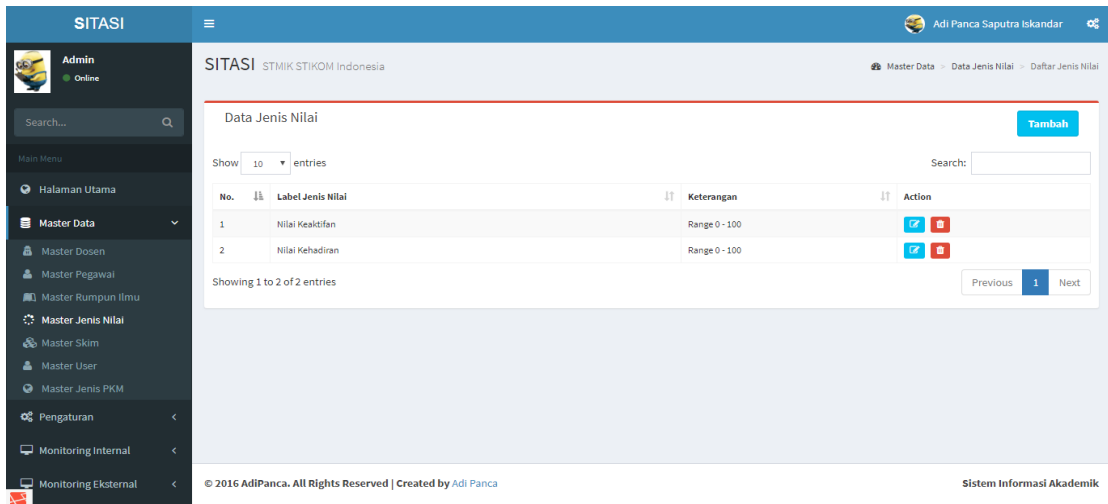 SITASI
Adi Panca Saputra Iskandar
Admin
Online
Search...
Main Menu
Halaman Utama
Master Data
Master Dosen
Master Pegawai
Master Rumpun Ilmu
Master Jenis Nilai
Master Skim
Master User
Master Jenis PKM
Pengaturan
Monitoring Internal
Monitoring Eksternal
SITASI STMIK STIKOM Indonesia
Master Data > Data Jenis Nilai > Daftar Jenis Nilai
Data Jenis Nilai
Tambah
Show 10 entries
Search:
No. Label Jenis Nilai Keterangan Action
1 Nilai Keaktifan Range 0 - 100
2 Nilai Kehadiran Range 0 - 100
Showing 1 to 2 of 2 entries
Previous 1 Next
© 2016 AdiPanca. All Rights Reserved | Created by Adi Panca
Sistem Informasi Akademik